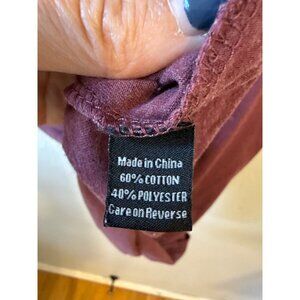 Made in China
60% COTTON
40% POLYESTER
Care on Reverse